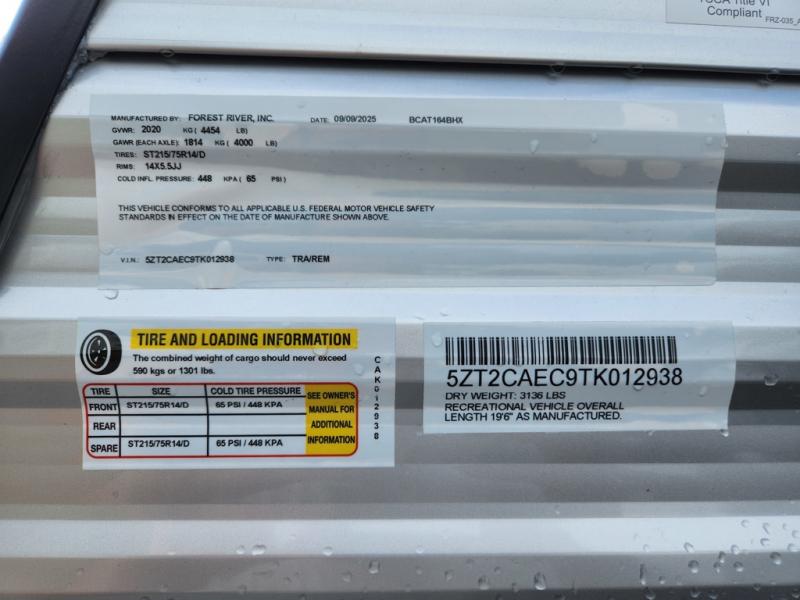 TSCA Title VI
Compliant FRZ-035_A
MANUFACTURED BY: FOREST RIVER, INC. DATE: 09/09/2025 BCAT164BHX
GVWR: 2020 KG ( 4454 LB)
GAWR (EACH AXLE): 1814 KG ( 4000 LB)
TIRES: ST215/75R14/D
RIMS: 14X5.5JJ
COLD INFL. PRESSURE: 448 KPA ( 65 PSI )
THIS VEHICLE CONFORMS TO ALL APPLICABLE U.S. FEDERAL MOTOR VEHICLE SAFETY
STANDARDS IN EFFECT ON THE DATE OF MANUFACTURE SHOWN ABOVE.
V.I.N.: 5ZT2CAEC9TK012938 TYPE: TRA/REM
TIRE AND LOADING INFORMATION
The combined weight of cargo should never exceed
590 kgs or 1301 lbs.
TIRE SIZE COLD TIRE PRESSURE
FRONT ST215/75R14/D 65 PSI / 448 KPA
REAR
SPARE ST215/75R14/D 65 PSI / 448 KPA
SEE OWNER'S
MANUAL FOR
ADDITIONAL
INFORMATION
CAK012938
5ZT2CAEC9TK012938
DRY WEIGHT: 3136 LBS
RECREATIONAL VEHICLE OVERALL
LENGTH 19'6" AS MANUFACTURED.